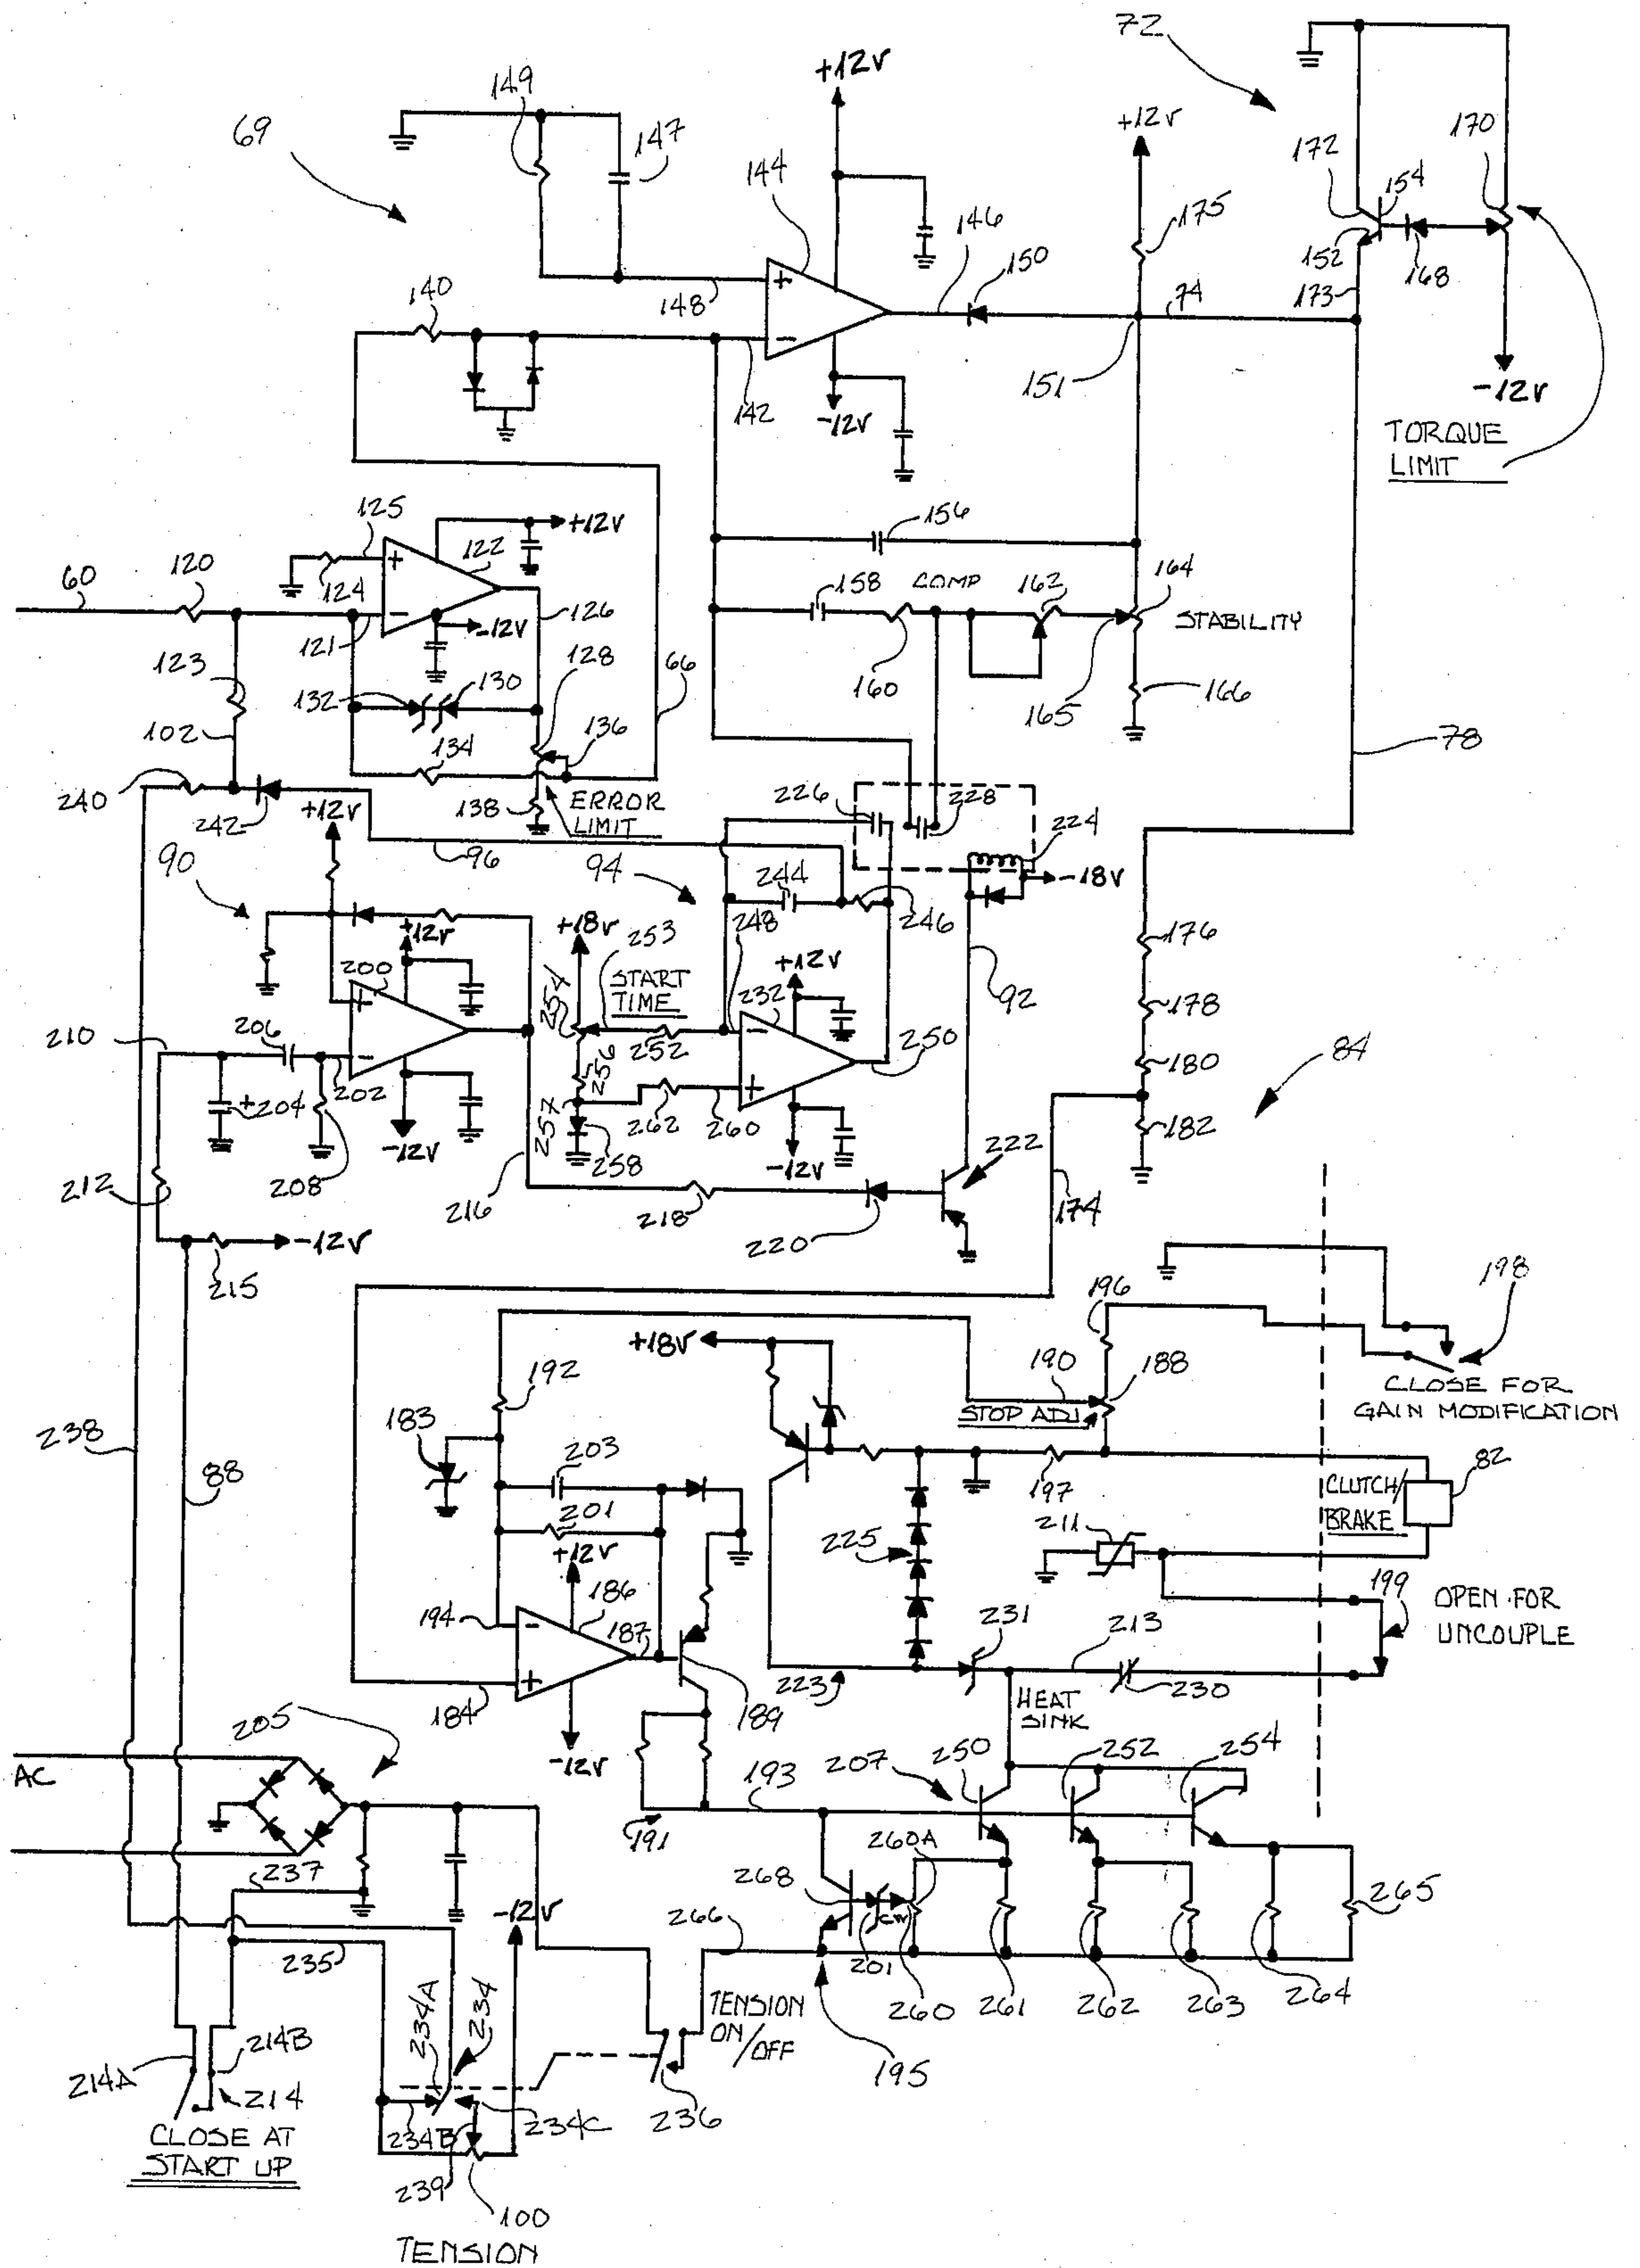 72
+12v
149
147
69
144
+12v
172
154
170
146
150
175
152
168
140
148
74
173
142
-12v
151
-12v
TORQUE
LIMIT
125
+12v
156
120
122
60
124
158
COMP
162
164
-12v
126
STABILITY
121
123
128
66
132
130
160
165
166
102
134
136
78
240
138
ERROR
LIMIT
226
228
224
242
+12v
96
90
94
244
-18v
+18v
248
246
+12v
253
176
200
254
START
TIME
+12v
232
92
206
210
252
250
178
202
256
180
84
+204
257
262
260
182
-12v
258
-12v
222
212
208
216
218
174
220
-12v
215
196
198
+18v
192
190
188
CLOSE FOR
GAIN MODIFICATION
STOP ADJ
183
238
203
88
82
197
CLUTCH/
BRAKE
201
211
225
+12v
199
186
231
OPEN FOR
UNCOUPLE
194
187
213
184
223
230
189
HEAT
SINK
205
-12v
207
250
252
254
AC
193
191
260A
237
268
-12v
CW
265
266
235
201
260
261
262
263
264
234A
234
TENSION
ON/OFF
214B
214A
214
195
236
234B
234C
CLOSE AT
START UP
239
100
TENSION